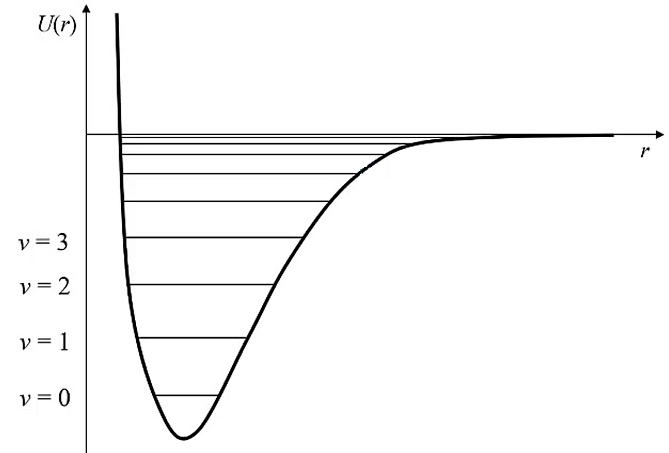 U(r)
r
v = 3
v = 2
v = 1
v = 0